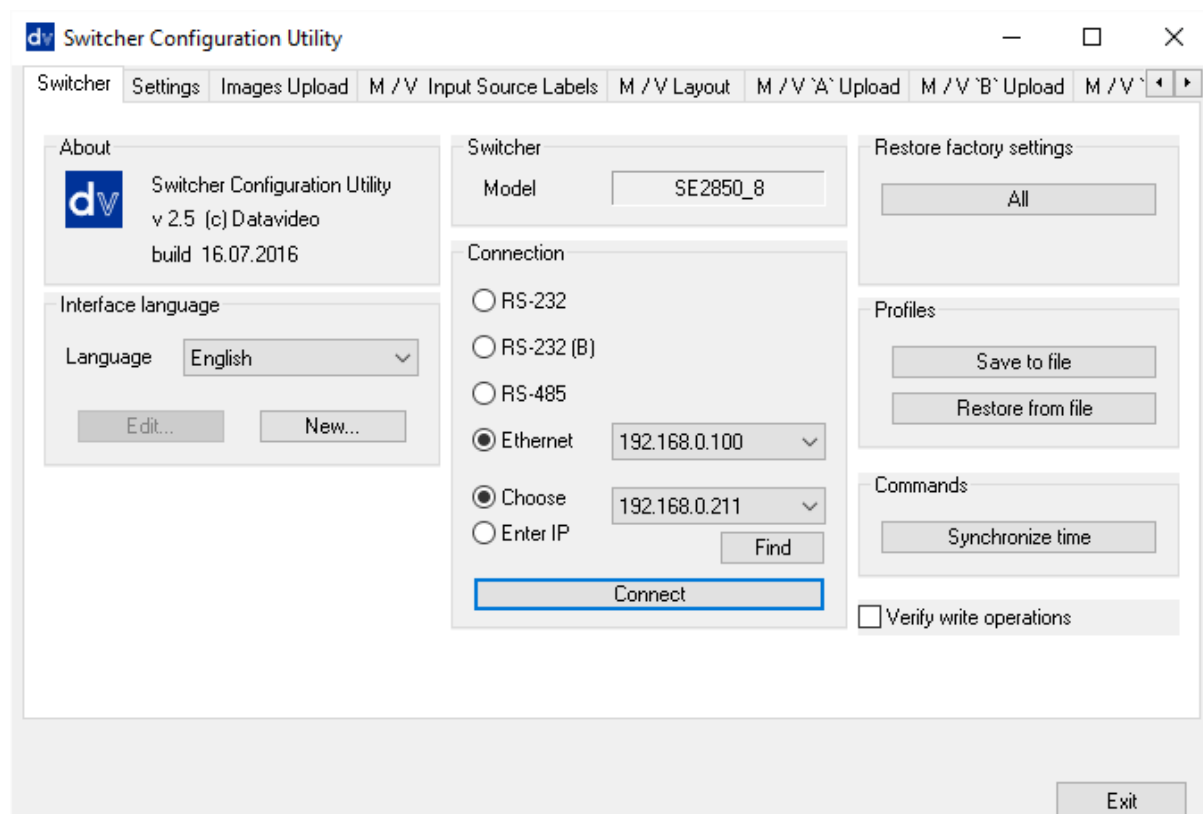 dv Switcher Configuration Utility
Switcher Settings Images Upload M / V Input Source Labels M / V Layout M / V `A` Upload M / V `B` Upload M / V `
About
dv
Switcher Configuration Utility
v 2.5 (c) Datavideo
build 16.07.2016
Interface language
Language English
Edit... New...
Switcher
Model SE2850_8
Connection
RS-232
RS-232 (B)
RS-485
Ethernet 192.168.0.100
Choose 192.168.0.211
Enter IP
Find
Connect
Restore factory settings
All
Profiles
Save to file
Restore from file
Commands
Synchronize time
Verify write operations
Exit